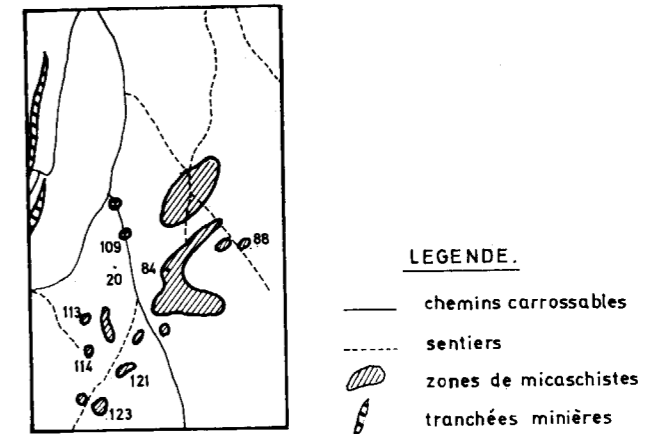 109
88
84
20
113
114
121
123
LEGENDE.
chemins carrossables
sentiers
zones de micaschistes
tranchées minières